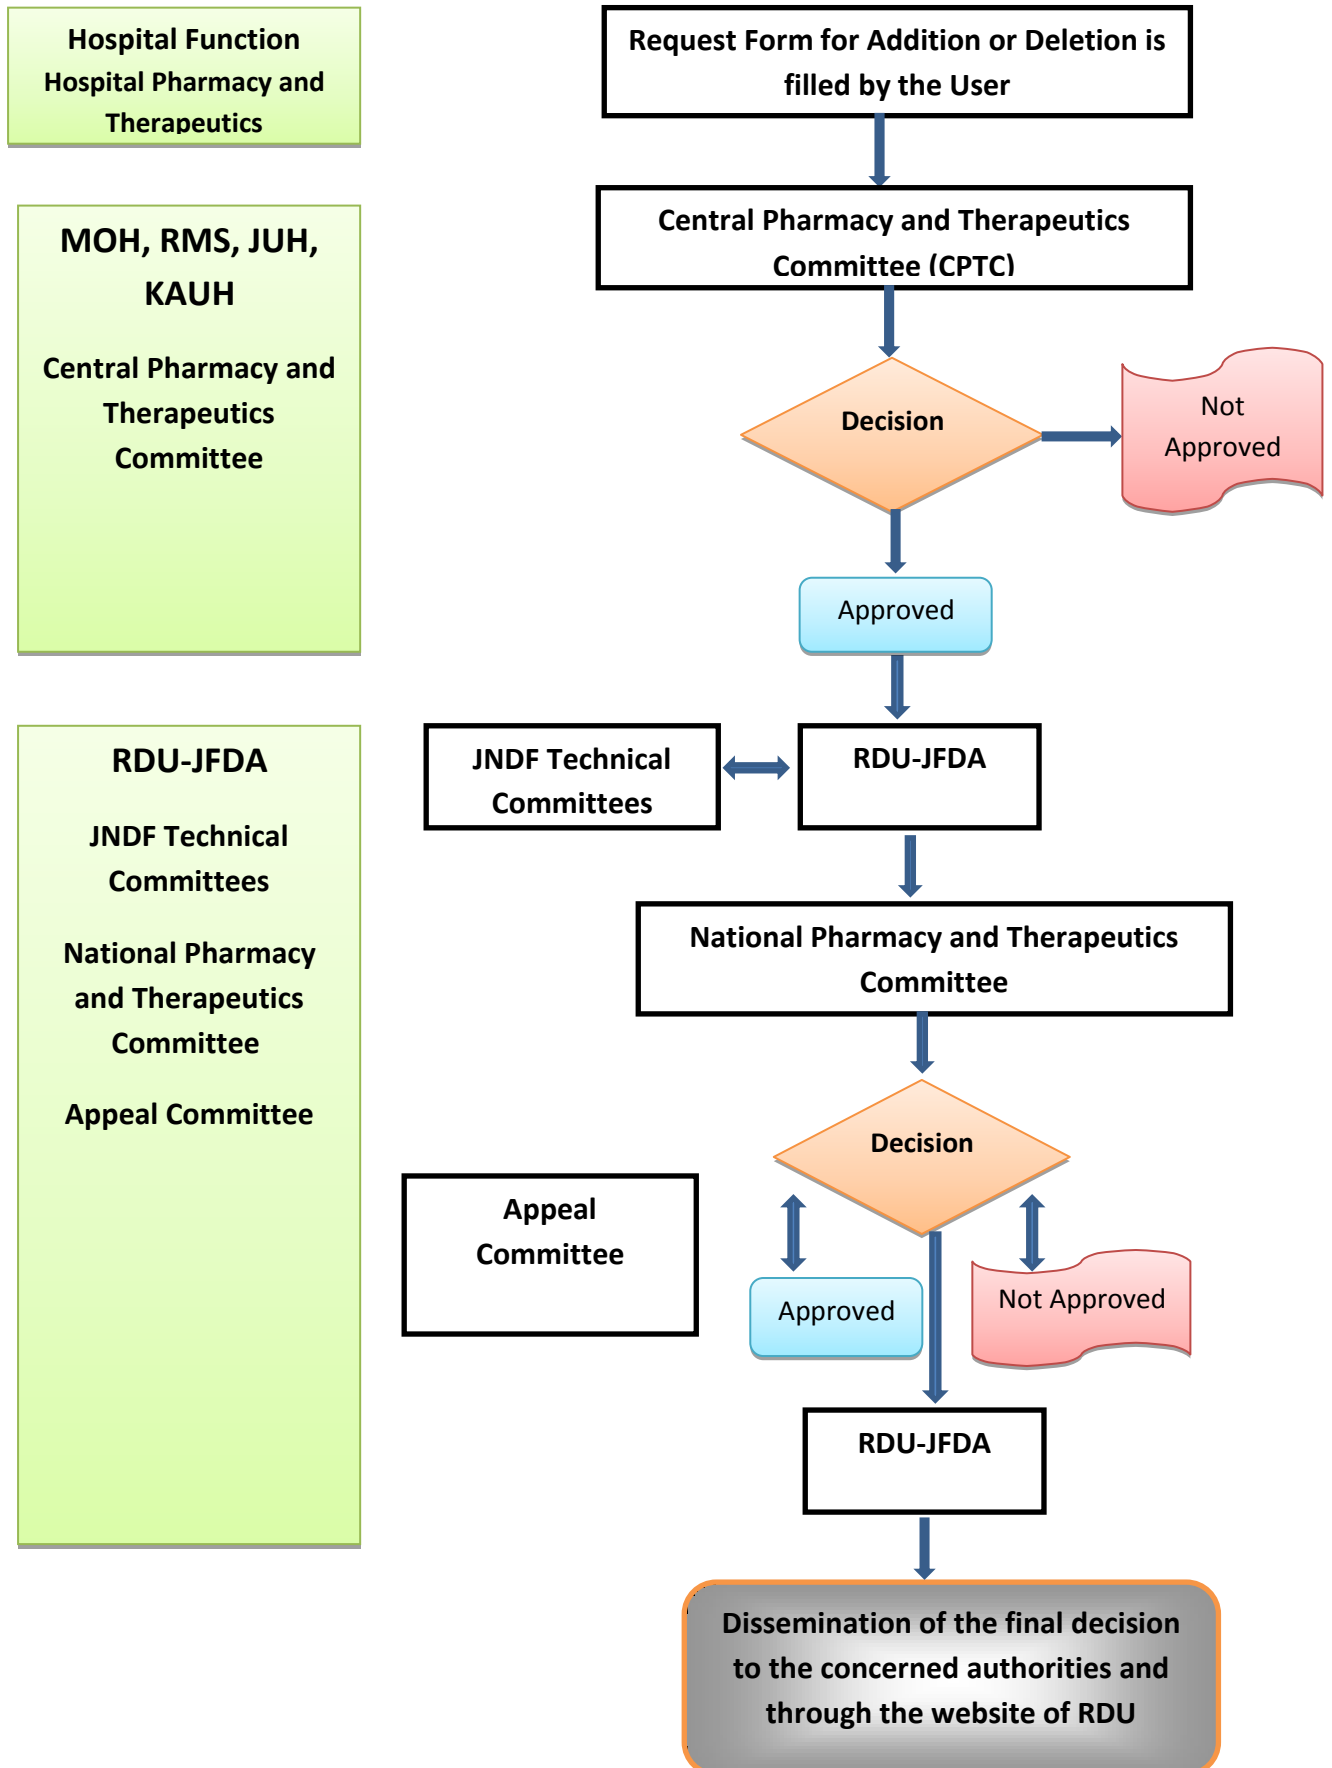 Hospital Function
Hospital Pharmacy and
Therapeutics
Request Form for Addition or Deletion is
filled by the User
MOH, RMS, JUH,
KAUH
Central Pharmacy and
Therapeutics
Committee
Central Pharmacy and Therapeutics
Committee (CPTC)
Decision
Not
Approved
Approved
RDU-JFDA
JNDF Technical
Committees
National Pharmacy
and Therapeutics
Committee
Appeal Committee
JNDF Technical
Committees
RDU-JFDA
National Pharmacy and Therapeutics
Committee
Decision
Appeal
Committee
Approved
Not Approved
RDU-JFDA
Dissemination of the final decision
to the concerned authorities and
through the website of RDU